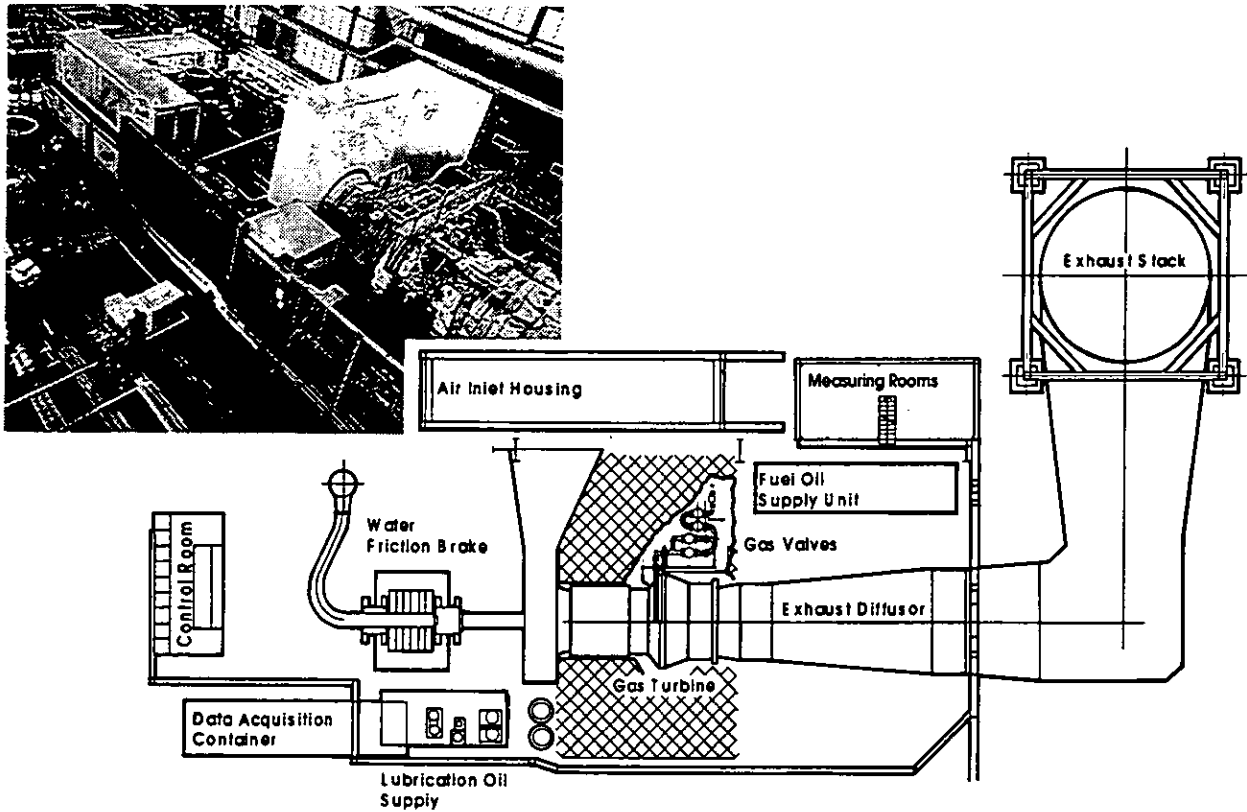 Exhaust Stack
Air Inlet Housing
Measuring Rooms
Fuel Oil
Supply Unit
Water
Friction Brake
Gas Valves
Control Room
Exhaust Diffusor
Gas Turbine
Data Acquisition
Container
Lubrication Oil
Supply